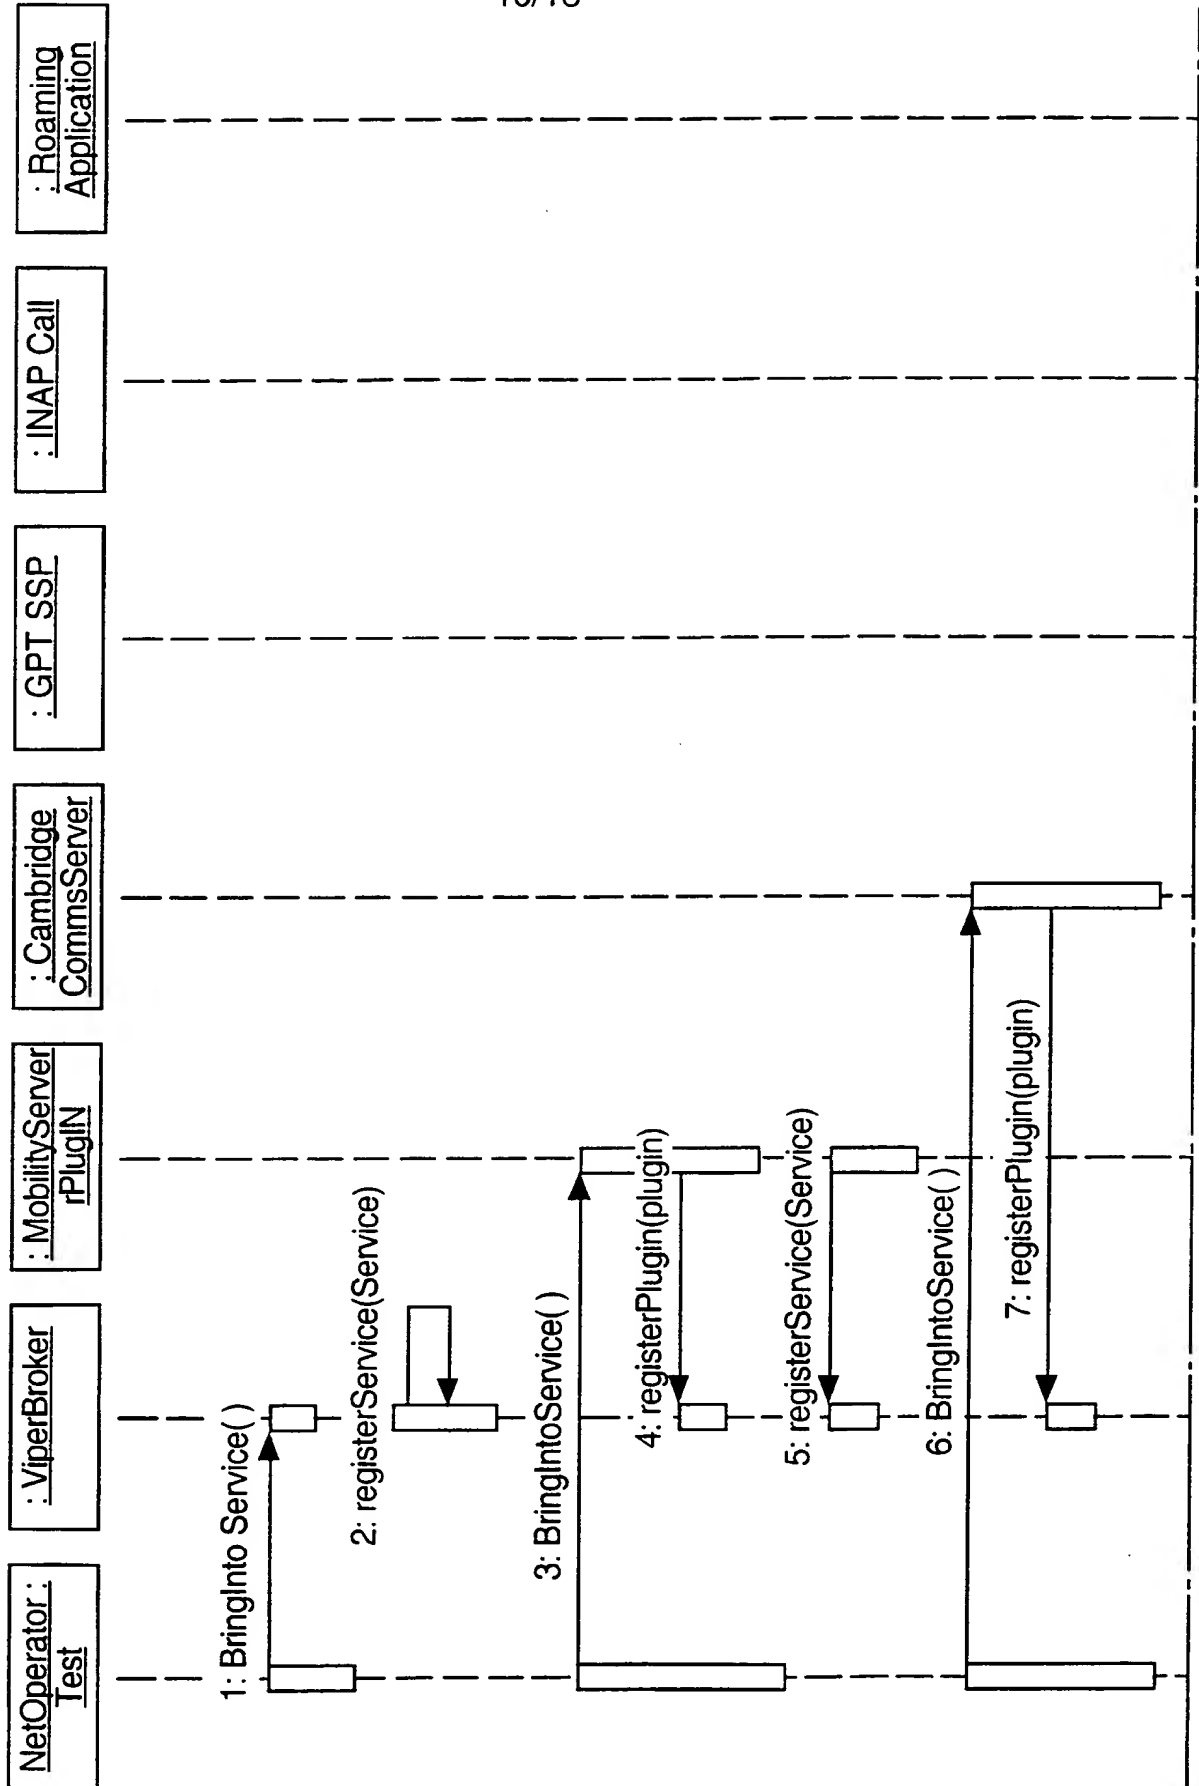 NetOperator :
Test
: ViperBroker
: MobilityServer
rPlugIN
: Cambridge
CommsServer
: GPT SSP
: INAP Call
: Roaming
Application
1: BringInto Service( )
2: registerService(Service)
3: BringIntoService( )
4: registerPlugin(plugin)
5: registerService(Service)
6: BringIntoService( )
7: registerPlugin(plugin)